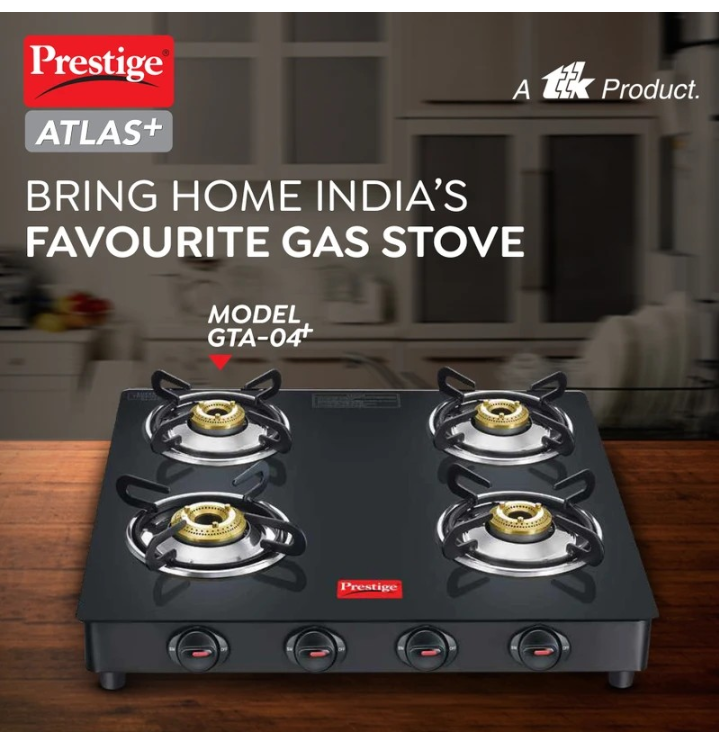 Prestige®
ATLAS+
A ttk Product.
BRING HOME INDIA'S
FAVOURITE GAS STOVE
MODEL
GTA-04+
Prestige